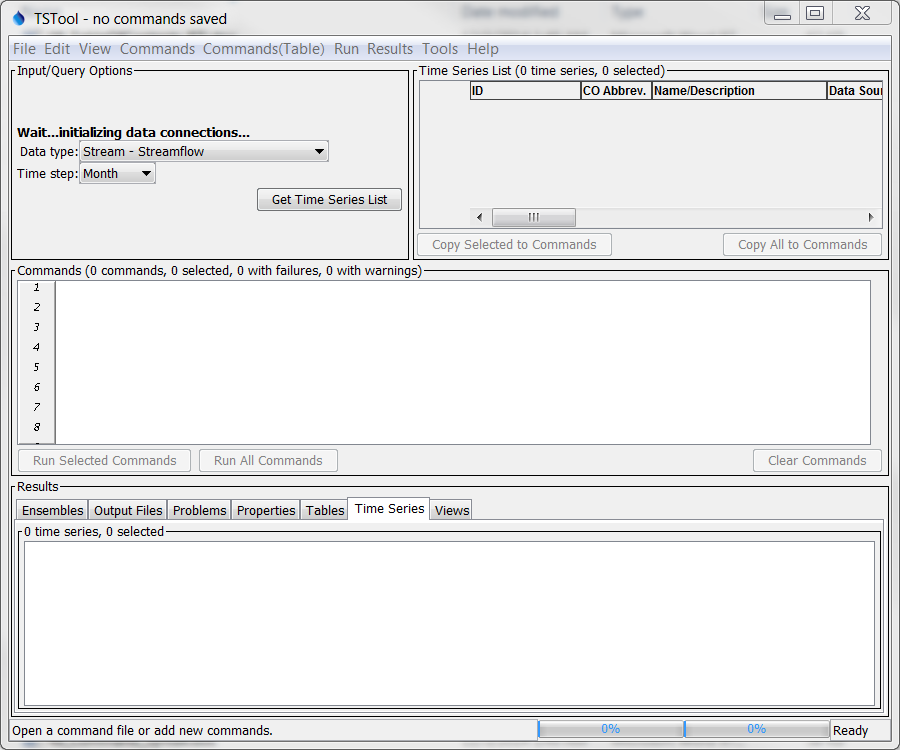 TSTool - no commands saved
File Edit View Commands Commands(Table) Run Results Tools Help
Input/Query Options
Wait...initializing data connections...
Data type: Stream - Streamflow
Time step: Month
Get Time Series List
Time Series List (0 time series, 0 selected)
ID CO Abbrev. Name/Description Data Sour
Copy Selected to Commands Copy All to Commands
Commands (0 commands, 0 selected, 0 with failures, 0 with warnings)
1
2
3
4
5
6
7
8
Run Selected Commands Run All Commands Clear Commands
Results
Ensembles Output Files Problems Properties Tables Time Series Views
0 time series, 0 selected
Open a command file or add new commands. 0% 0% Ready